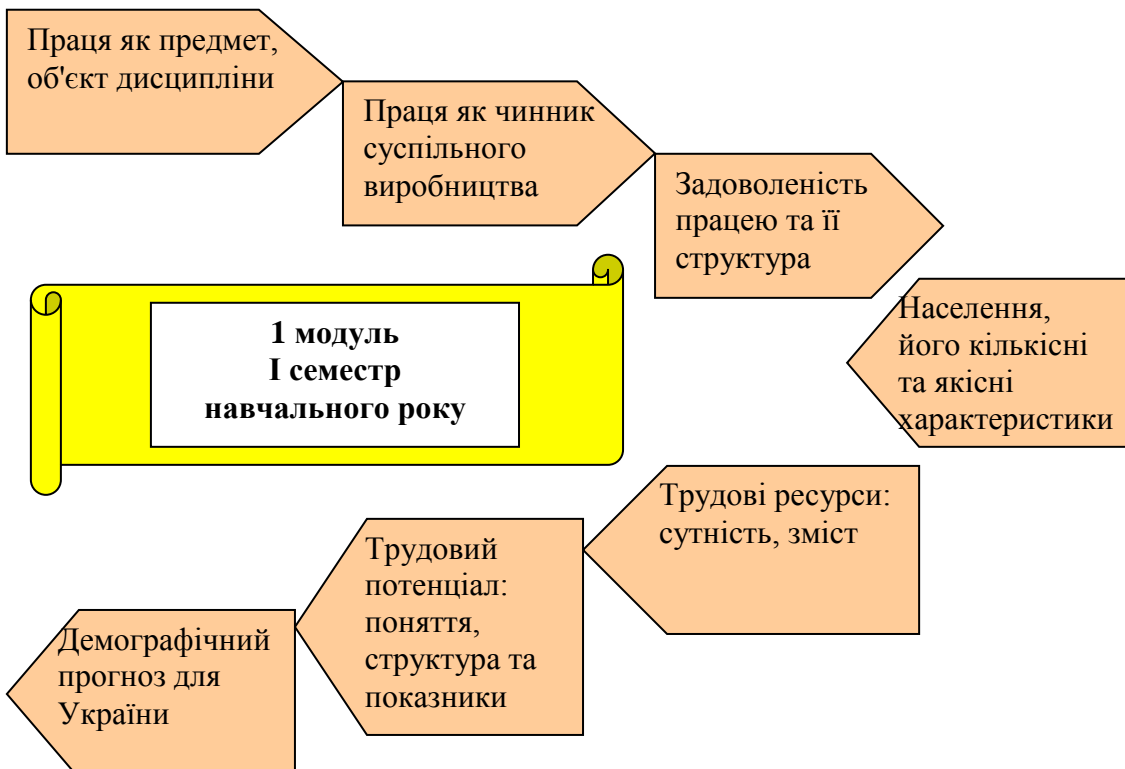 Праця як предмет,
об'єкт дисципліни
Праця як чинник
суспільного
виробництва
Задоволеність
працею та її
структура
Населення,
його кількісні
та якісні
характеристики
1 модуль
І семестр
навчального року
Трудові ресурси:
сутність, зміст
Трудовий
потенціал:
поняття,
структура та
показники
Демографічний
прогноз для
України